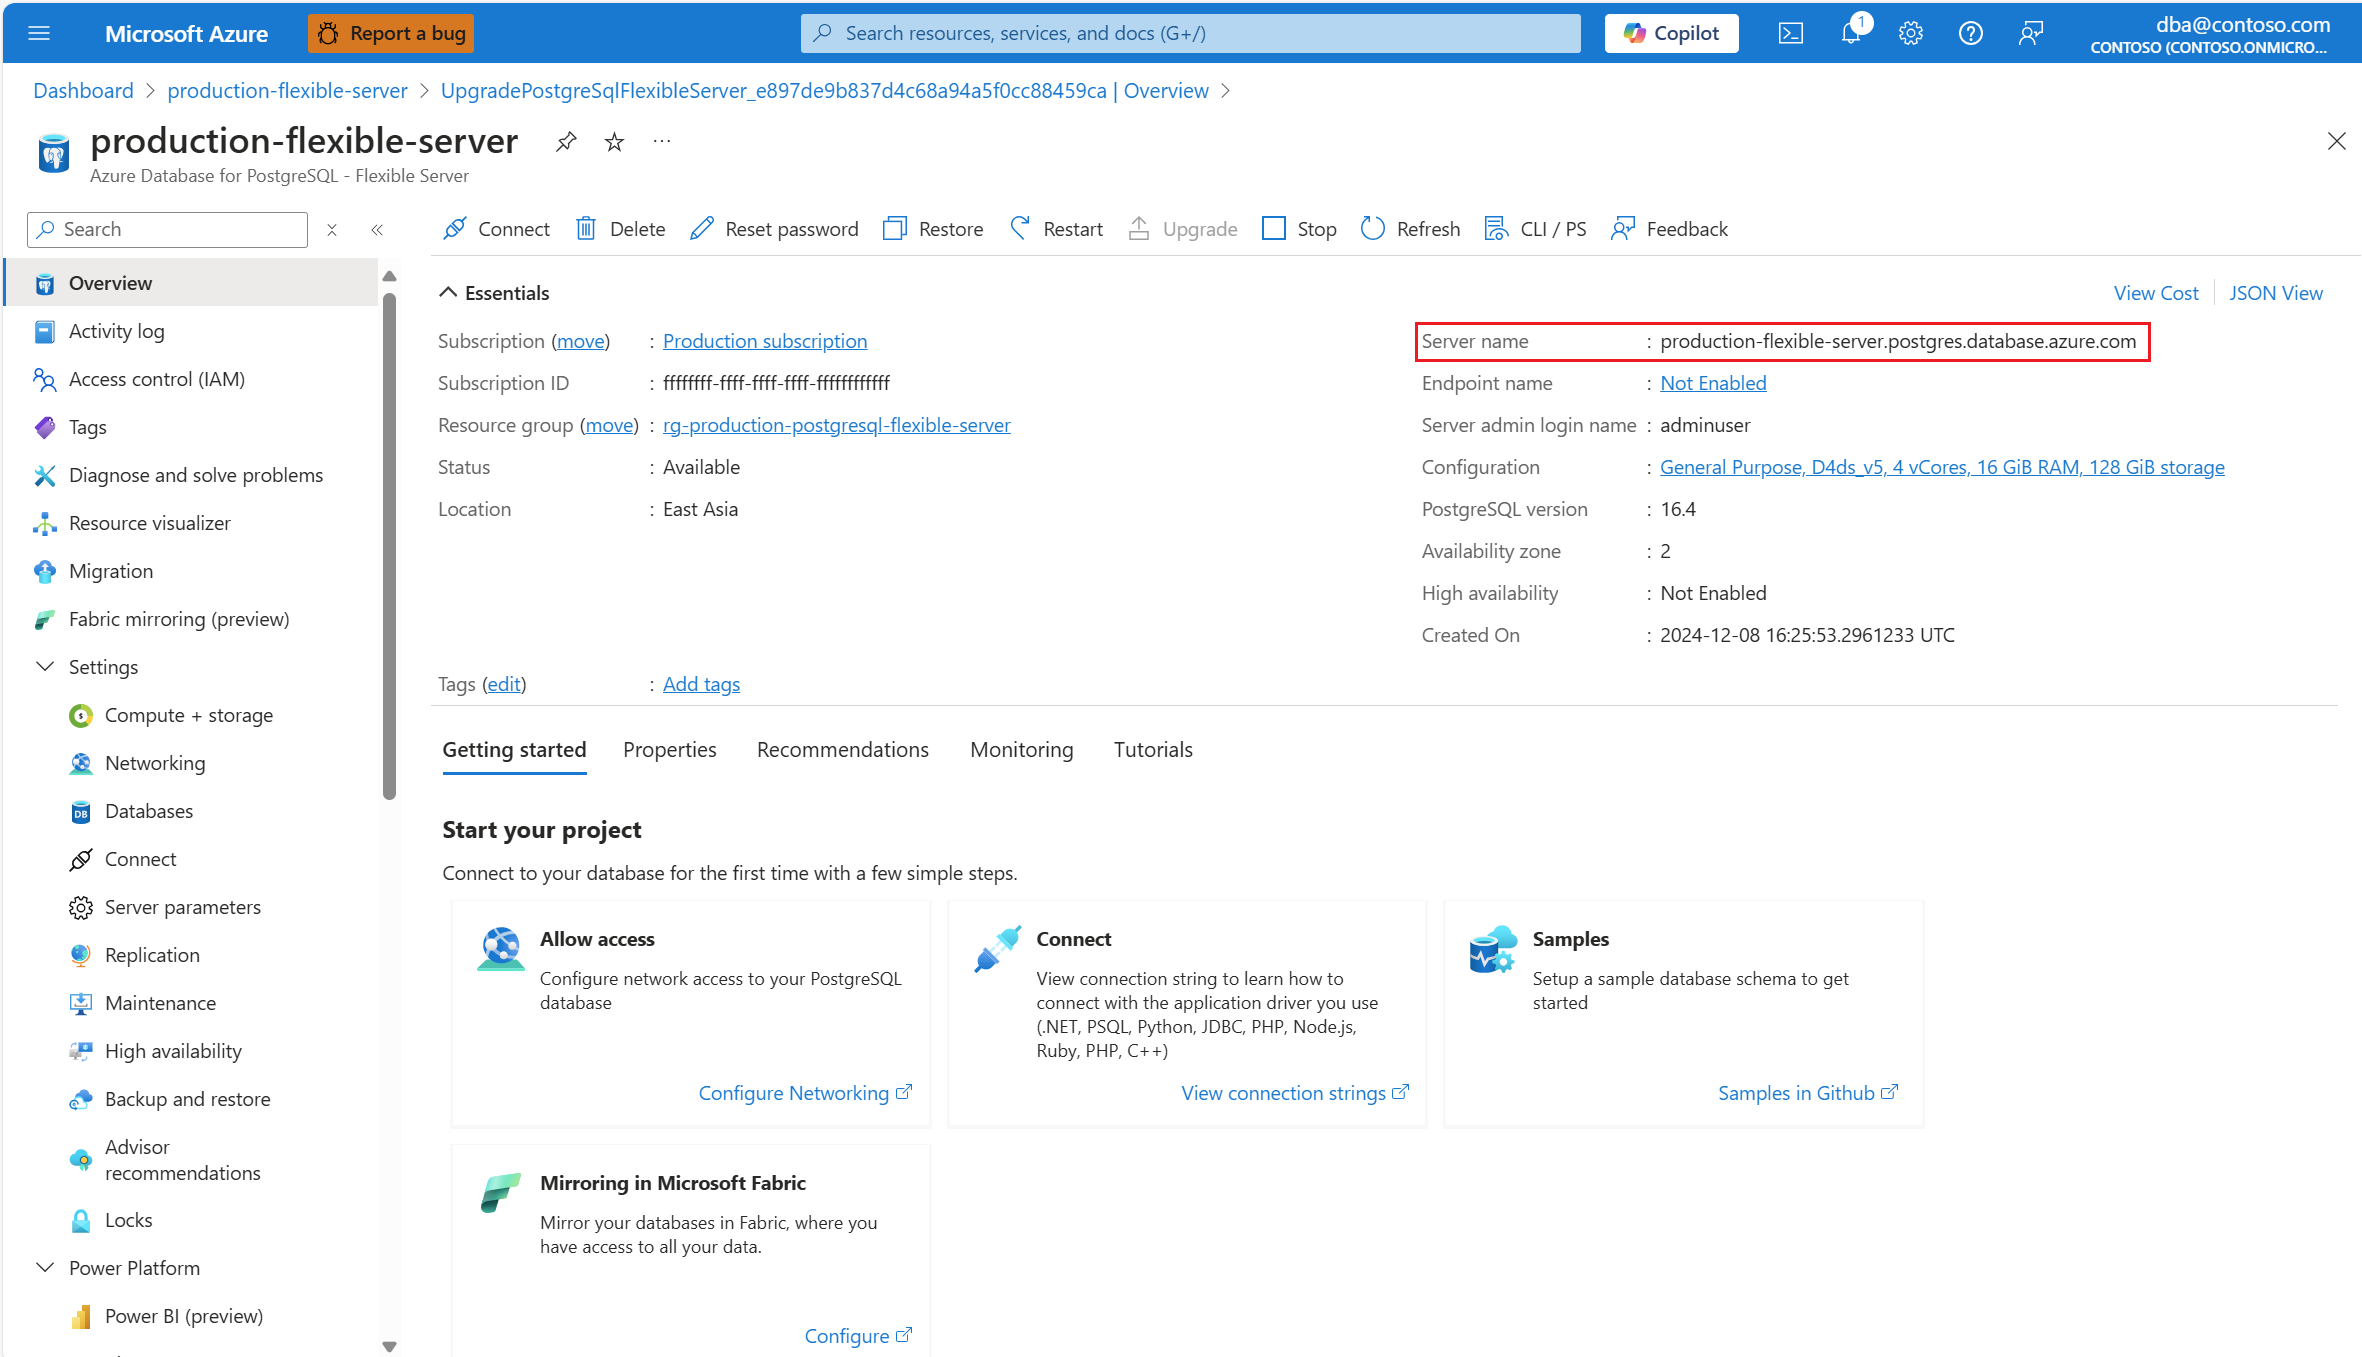 Microsoft Azure
Report a bug
Search resources, services, and docs (G+/)
Copilot
1
dba@contoso.com
CONTOSO (CONTOSO.ONMICRO...
Dashboard > production-flexible-server > UpgradePostgreSqlFlexibleServer_e897de9b837d4c68a94a5f0cc88459ca | Overview >
production-flexible-server
Azure Database for PostgreSQL - Flexible Server
Search
Connect
Delete
Reset password
Restore
Restart
Upgrade
Stop
Refresh
CLI / PS
Feedback
Overview
Activity log
Access control (IAM)
Tags
Diagnose and solve problems
Resource visualizer
Migration
Fabric mirroring (preview)
Settings
Compute + storage
Networking
Databases
Connect
Server parameters
Replication
Maintenance
High availability
Backup and restore
Advisor
recommendations
Locks
Power Platform
Power BI (preview)
Essentials
View Cost
JSON View
Subscription (move) : Production subscription
Subscription ID : ffffffff-ffff-ffff-ffff-ffffffffffff
Resource group (move) : rg-production-postgresql-flexible-server
Status : Available
Location : East Asia
Server name : production-flexible-server.postgres.database.azure.com
Endpoint name : Not Enabled
Server admin login name : adminuser
Configuration : General Purpose, D4ds_v5, 4 vCores, 16 GiB RAM, 128 GiB storage
PostgreSQL version : 16.4
Availability zone : 2
High availability : Not Enabled
Created On : 2024-12-08 16:25:53.2961233 UTC
Tags (edit) : Add tags
Getting started
Properties
Recommendations
Monitoring
Tutorials
Start your project
Connect to your database for the first time with a few simple steps.
Allow access
Configure network access to your PostgreSQL
database
Configure Networking
Connect
View connection string to learn how to
connect with the application driver you use
(.NET, PSQL, Python, JDBC, PHP, Node.js,
Ruby, PHP, C++)
View connection strings
Samples
Setup a sample database schema to get
started
Samples in Github
Mirroring in Microsoft Fabric
Mirror your databases in Fabric, where you
have access to all your data.
Configure